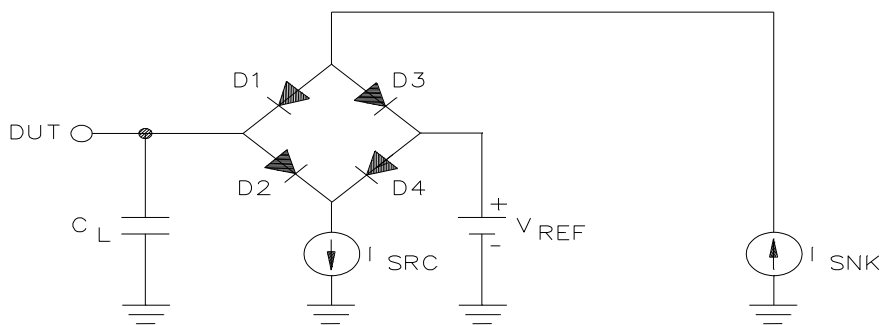 D1
D3
DUT
D2
D4
C L
I SRC
+
-
V REF
I SNK